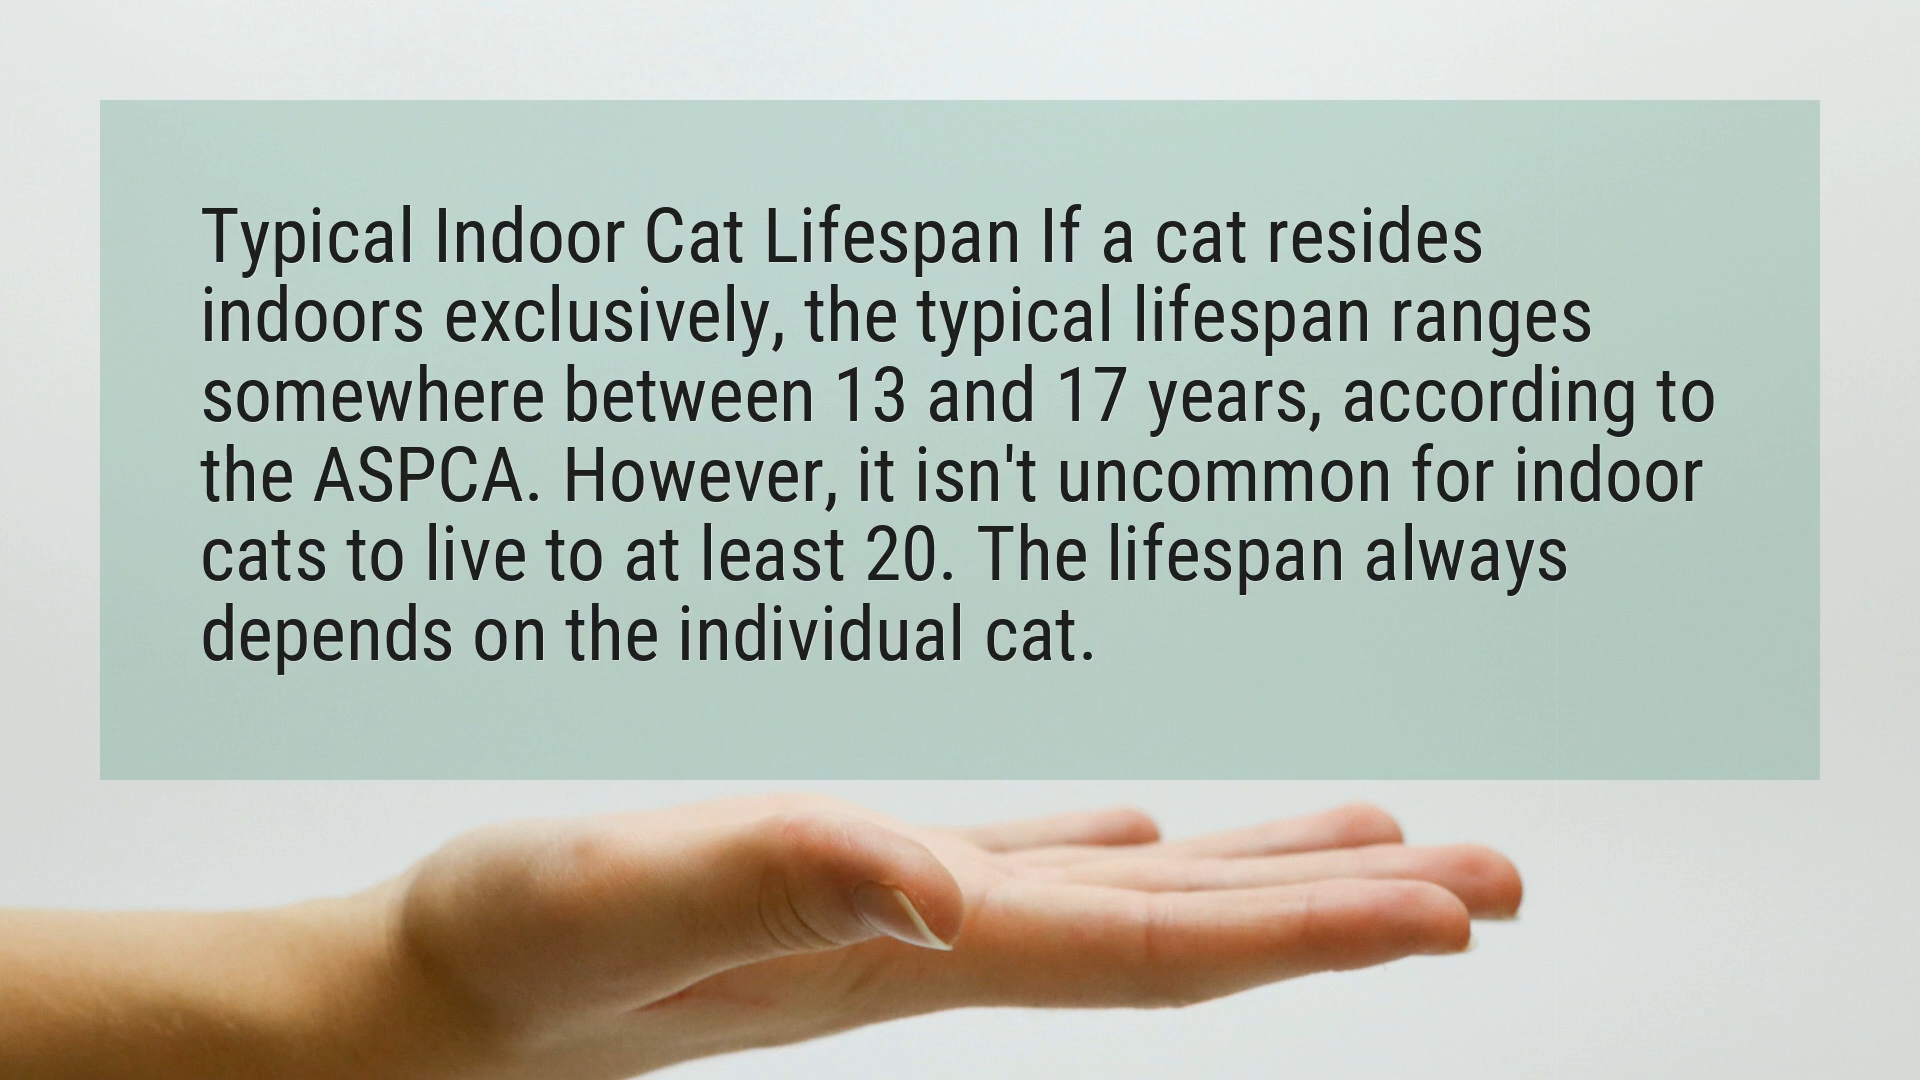 Typical Indoor Cat Lifespan If a cat resides
indoors exclusively, the typical lifespan ranges
somewhere between 13 and 17 years, according to
the ASPCA. However, it isn't uncommon for indoor
cats to live to at least 20. The lifespan always
depends on the individual cat.